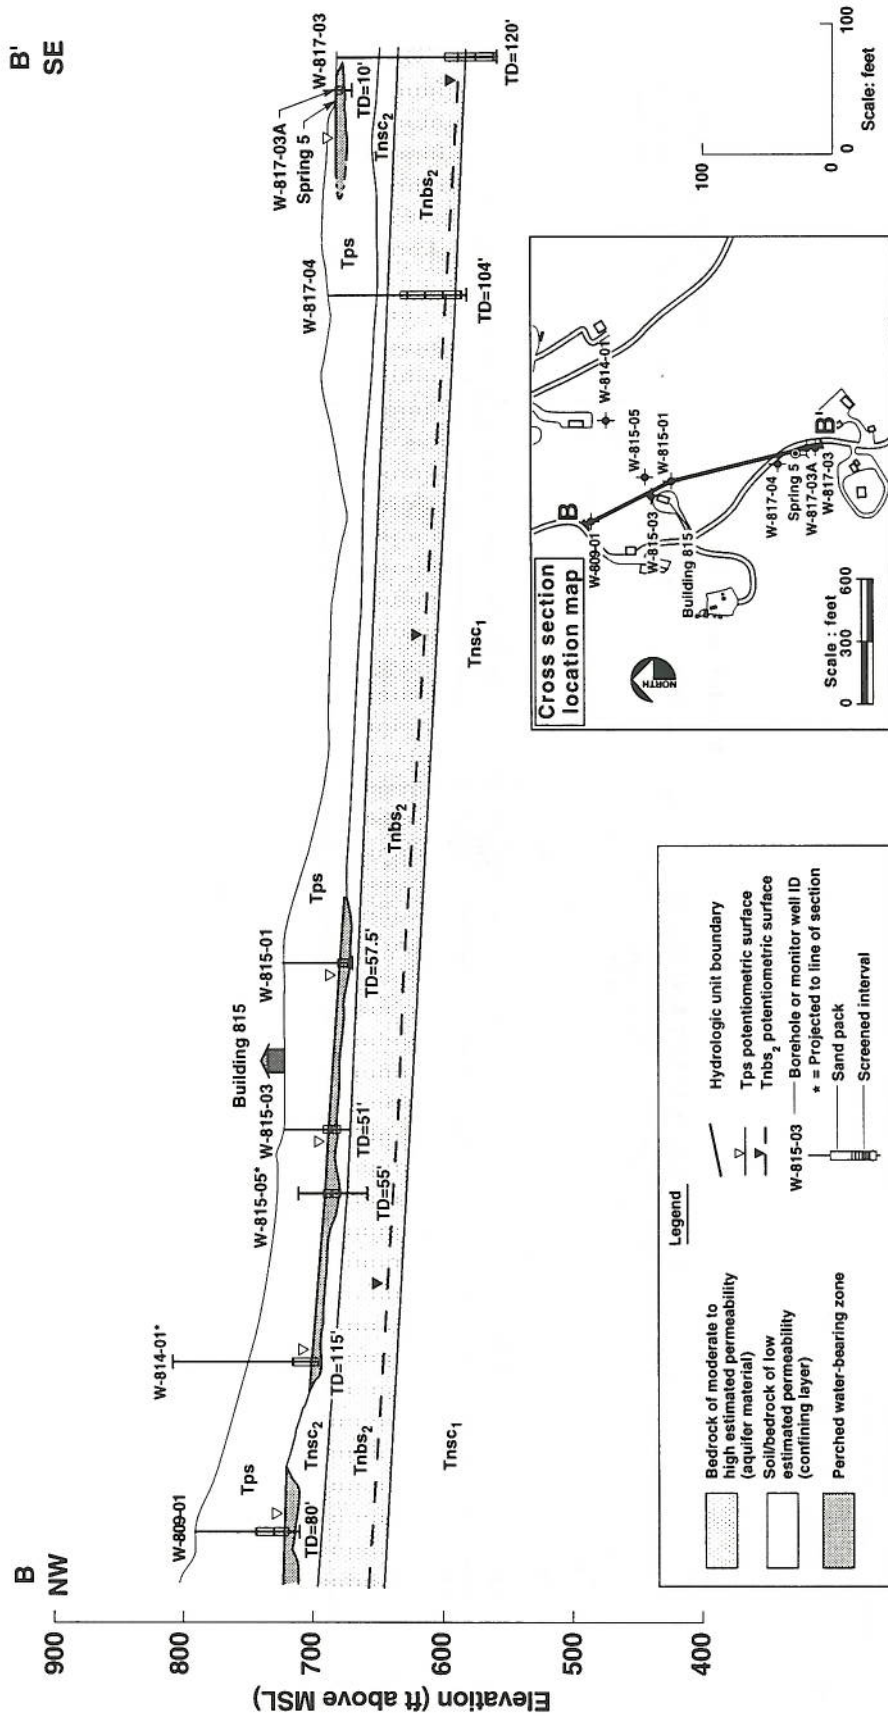 B
NW
B'
SE
900
800
700
600
500
400
Elevation (ft above MSL)
W-809-01
W-814-01*
W-815-05*
W-815-03
Building 815
W-815-01
W-817-04
W-817-03A
Spring 5
W-817-03
Tps
Tps
Tps
TD=80'
Tnsc2
TD=115'
TD=55'
TD=51'
TD=57.5'
TD=10'
Tnsc2
Tnbs2
Tnbs2
Tnbs2
TD=104'
TD=120'
Tnsc1
Tnsc1
Legend
Bedrock of moderate to
high estimated permeability
(aquifer material)
Soil/bedrock of low
estimated permeability
(confining layer)
Perched water-bearing zone
Hydrologic unit boundary
Tps potentiometric surface
Tnbs2 potentiometric surface
W-815-03
Borehole or monitor well ID
* = Projected to line of section
Sand pack
Screened interval
Cross section
location map
NORTH
B
W-809-01
W-815-03
Building 815
W-815-05
W-815-01
W-814-01
W-817-04
Spring 5
W-817-03A
W-817-03
B'
Scale : feet
0 300 600
100
0
0 100
Scale: feet